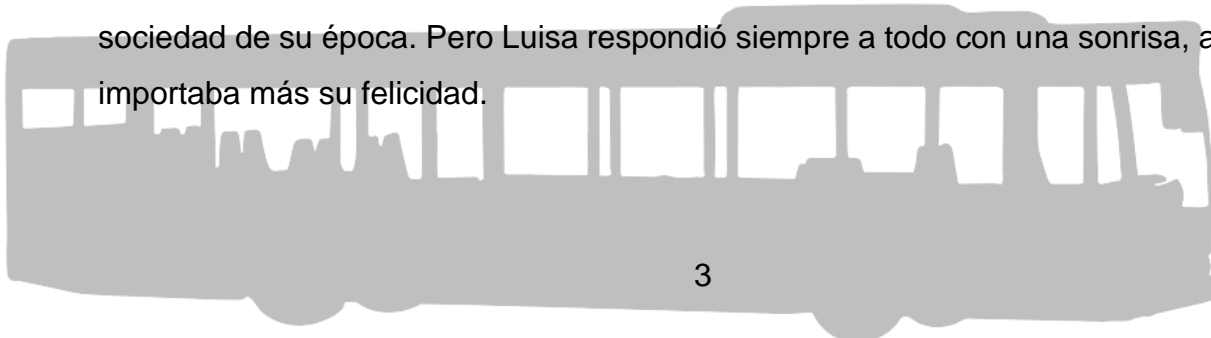 sociedad de su época. Pero Luisa respondió siempre a todo con una sonrisa,
importaba más su felicidad.
3